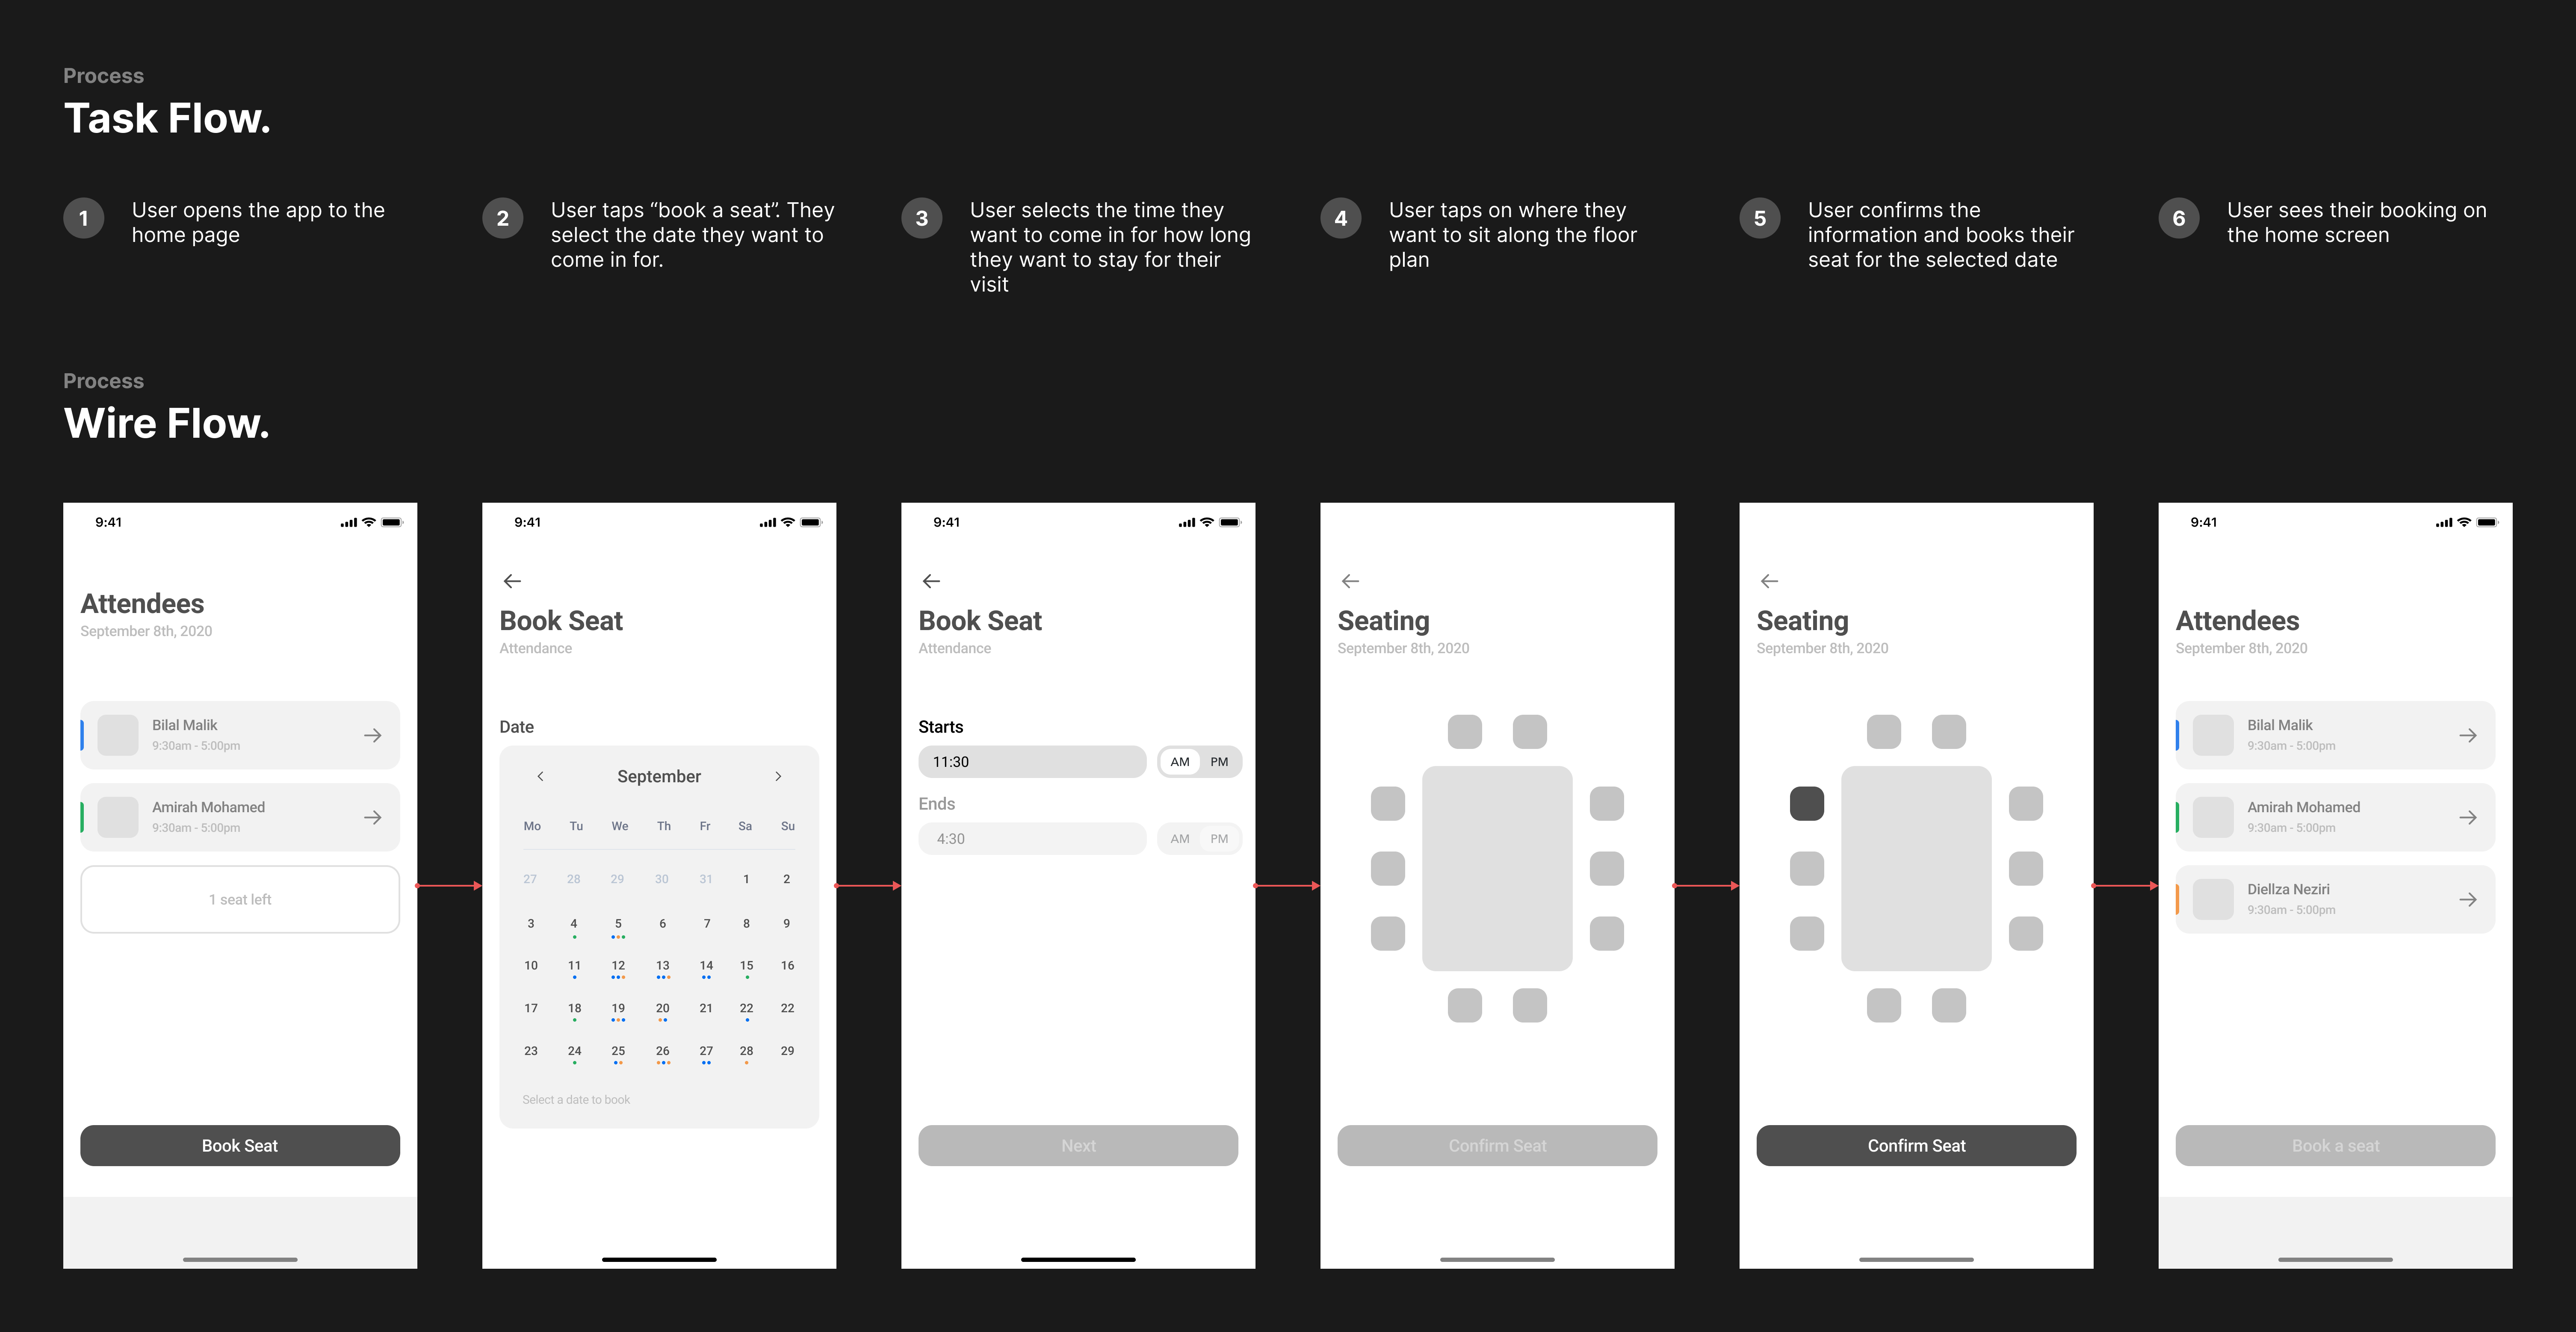 Process
Task Flow.
1
User opens the app to the
home page
2
User taps “book a seat”. They
select the date they want to
come in for.
3
User selects the time they
want to come in for how long
they want to stay for their
visit
4
User taps on where they
want to sit along the floor
plan
5
User confirms the
information and books their
seat for the selected date
6
User sees their booking on
the home screen
Process
Wire Flow.
9:41
Attendees
September 8th, 2020
Bilal Malik
9:30am - 5:00pm
Amirah Mohamed
9:30am - 5:00pm
1 seat left
Book Seat
9:41
Book Seat
Attendance
Date
September
Mo Tu We Th Fr Sa Su
27 28 29 30 31 1 2
3 4 5 6 7 8 9
10 11 12 13 14 15 16
17 18 19 20 21 22 22
23 24 25 26 27 28 29
Select a date to book
9:41
Book Seat
Attendance
Starts
11:30 AM PM
Ends
4:30 AM PM
Next
Seating
September 8th, 2020
Confirm Seat
Seating
September 8th, 2020
Confirm Seat
9:41
Attendees
September 8th, 2020
Bilal Malik
9:30am - 5:00pm
Amirah Mohamed
9:30am - 5:00pm
Diellza Neziri
9:30am - 5:00pm
Book a seat